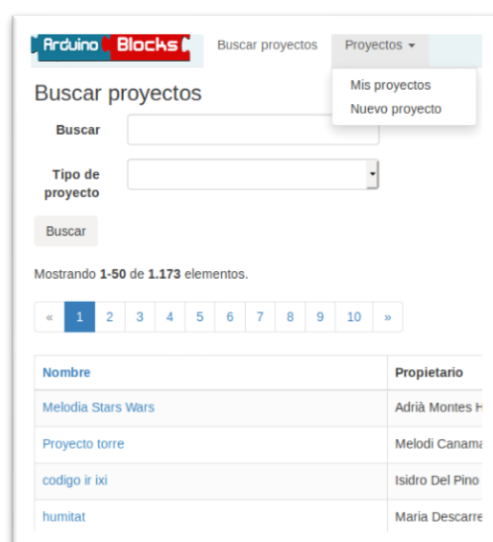 Arduino Blocks Buscar proyectos Proyectos
Mis proyectos
Nuevo proyecto
Buscar proyectos
Buscar
Tipo de
proyecto
Buscar
Mostrando 1-50 de 1.173 elementos.
« 1 2 3 4 5 6 7 8 9 10 »
Nombre Propietario
Melodia Stars Wars Adrià Montes H
Proyecto torre Melodi Canama
codigo ir ixi Isidro Del Pino
humitat Maria Descarre